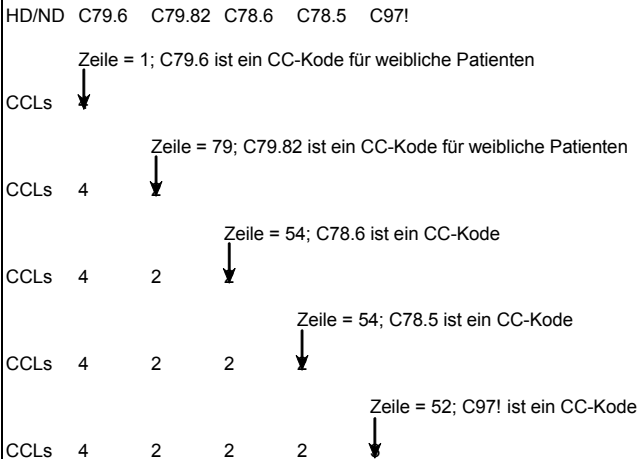 HD/ND C79.6 C79.82 C78.6 C78.5 C97!
Zeile = 1; C79.6 ist ein CC-Kode für weibliche Patienten
CCLs
Zeile = 79; C79.82 ist ein CC-Kode für weibliche Patienten
CCLs 4
Zeile = 54; C78.6 ist ein CC-Kode
CCLs 4 2
Zeile = 54; C78.5 ist ein CC-Kode
CCLs 4 2 2
Zeile = 52; C97! ist ein CC-Kode
CCLs 4 2 2 2